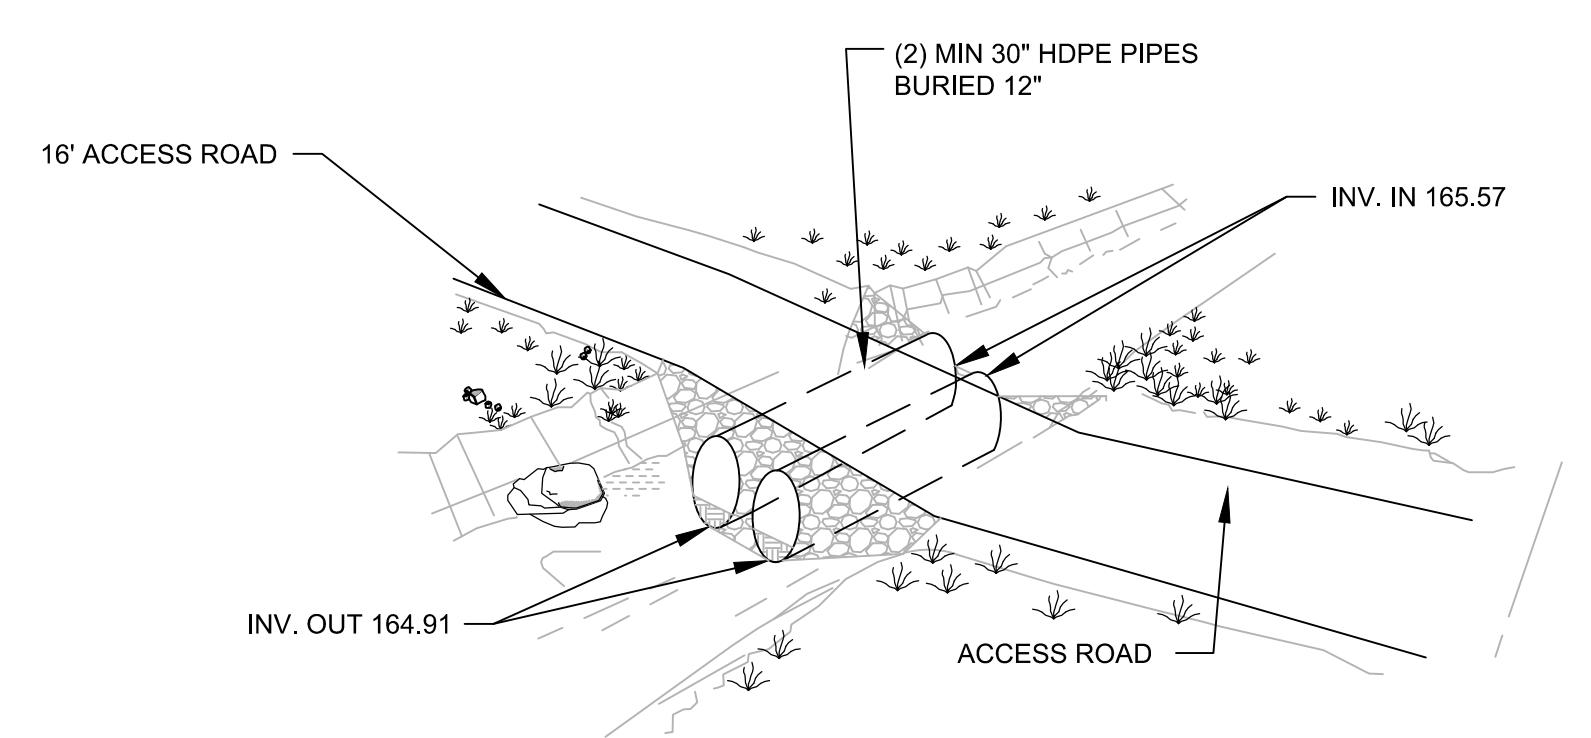 (2) MIN 30" HDPE PIPES
BURIED 12"
16' ACCESS ROAD
INV. IN 165.57
INV. OUT 164.91
ACCESS ROAD